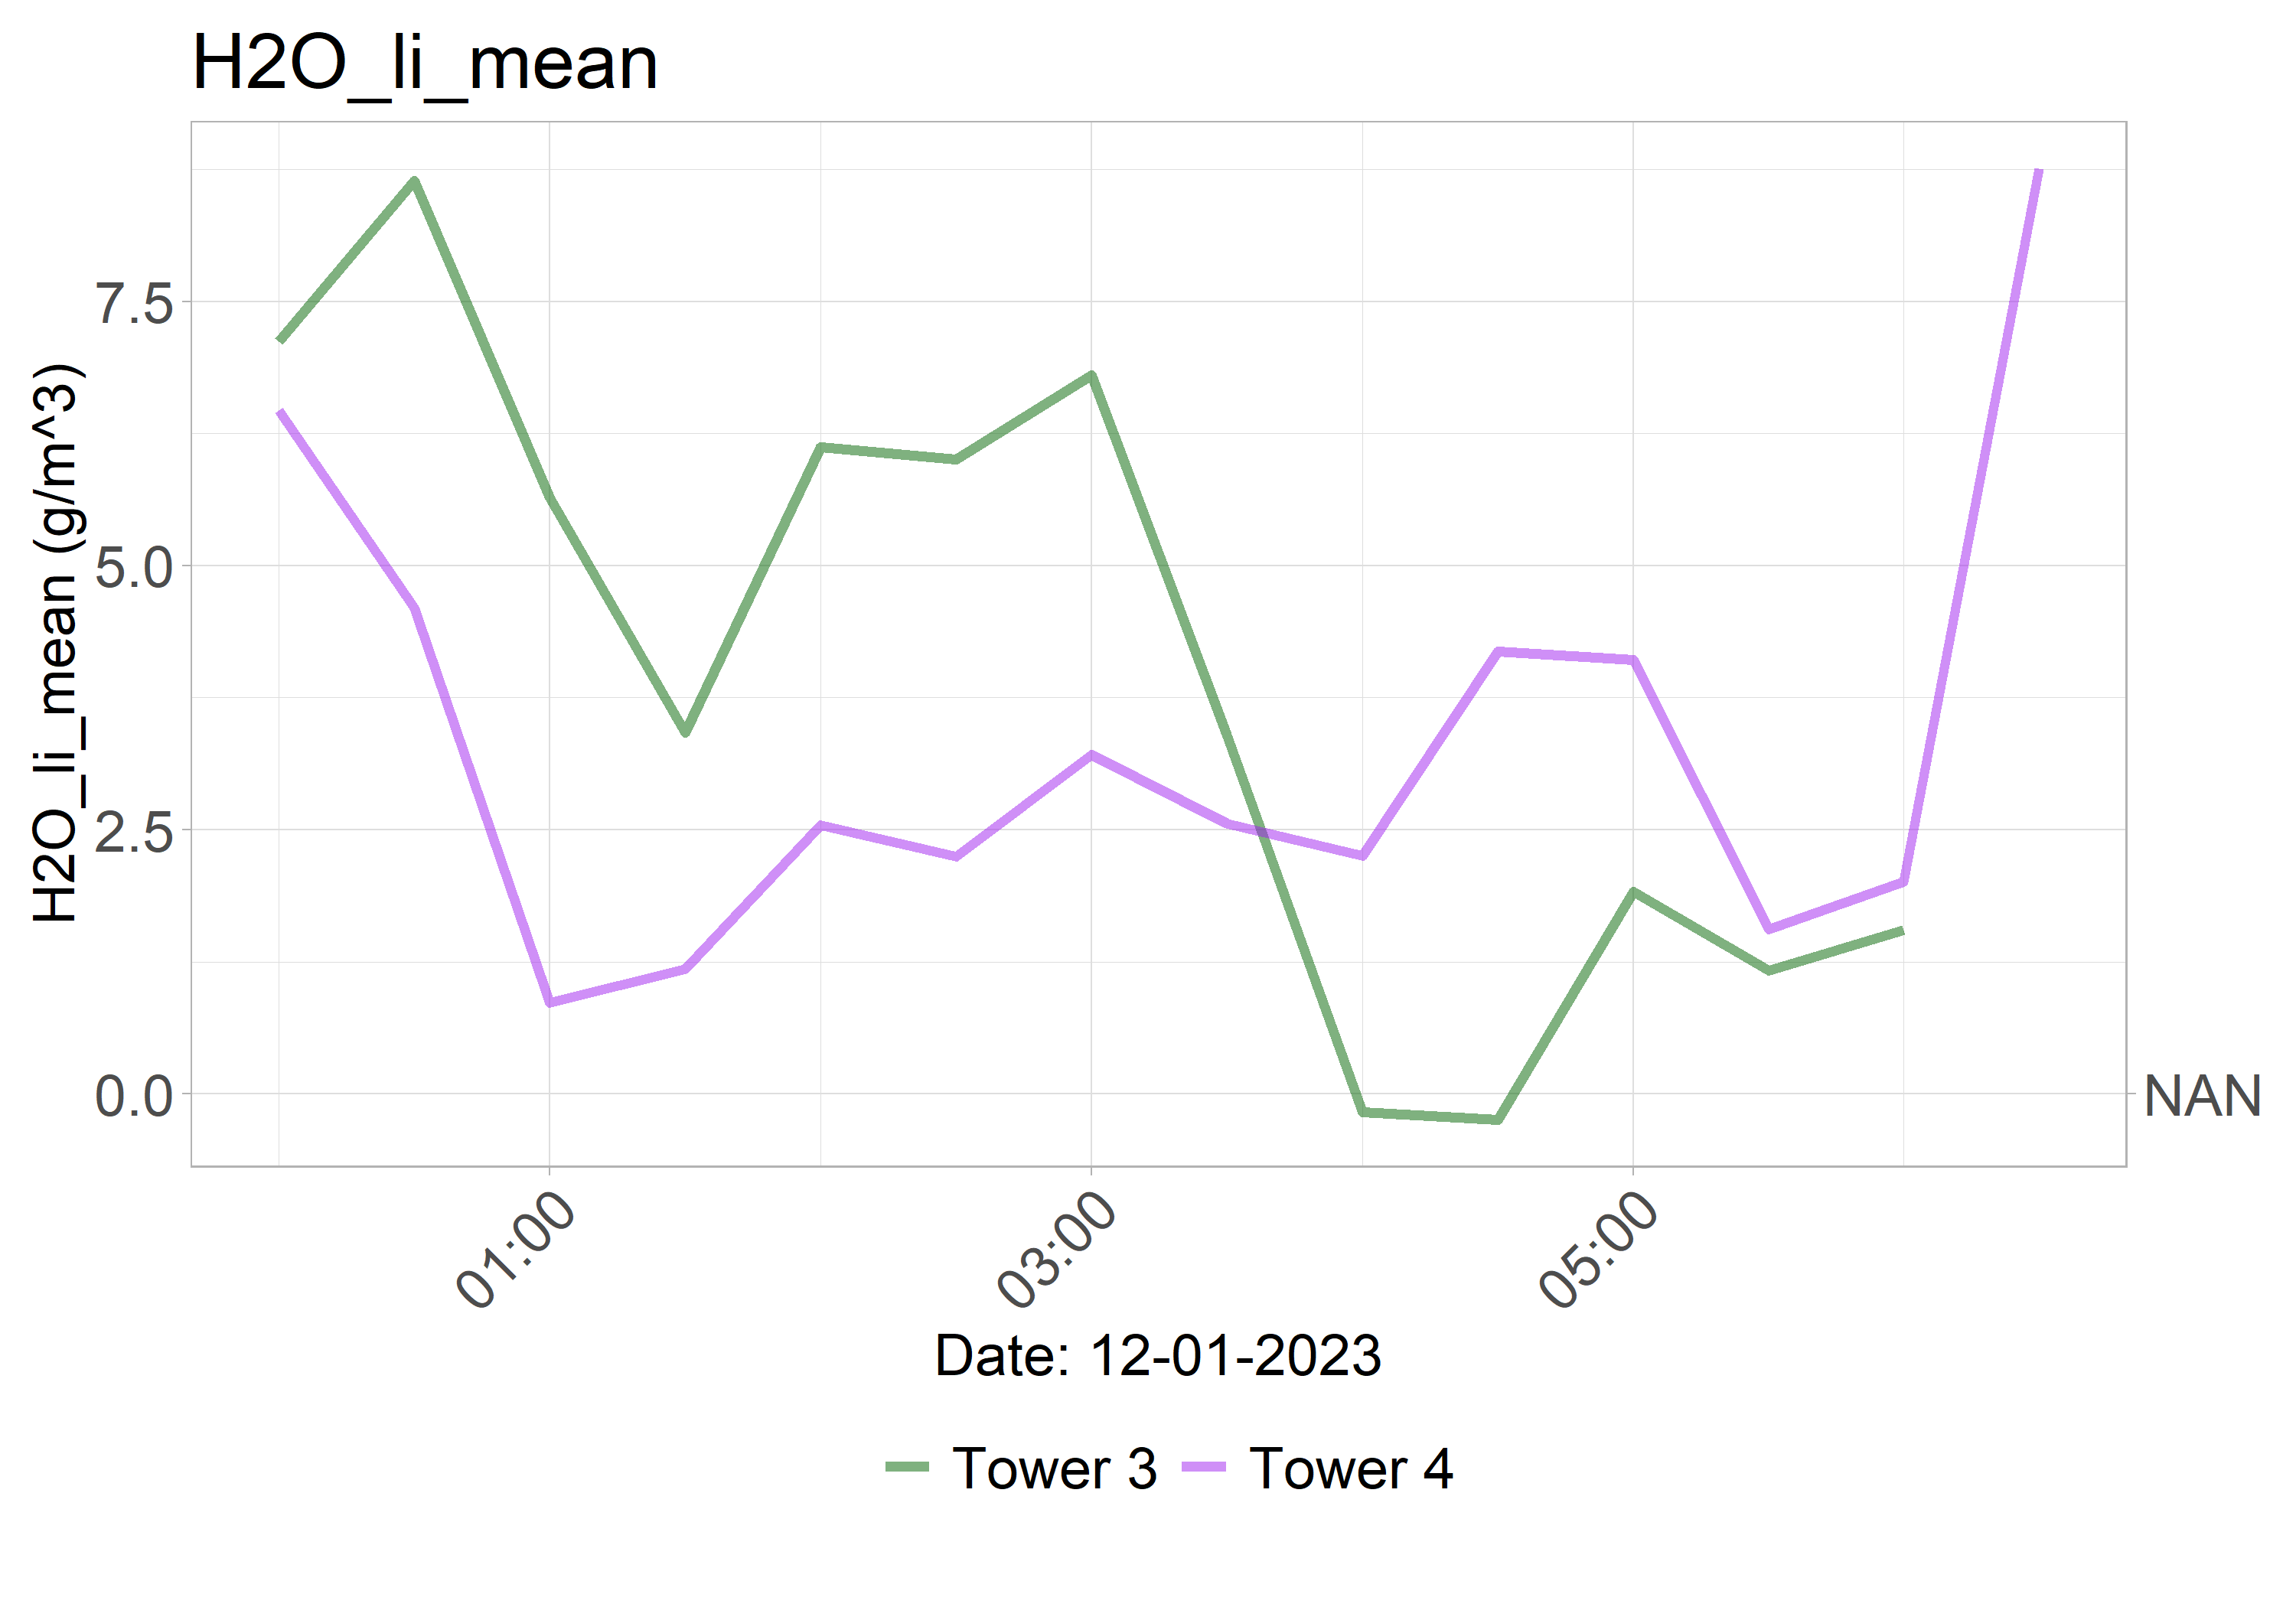 H2O_li_mean
H2O_li_mean (g/m^3)
7.5
5.0
2.5
0.0
NAN
01:00
03:00
05:00
Date: 12-01-2023
Tower 3
Tower 4